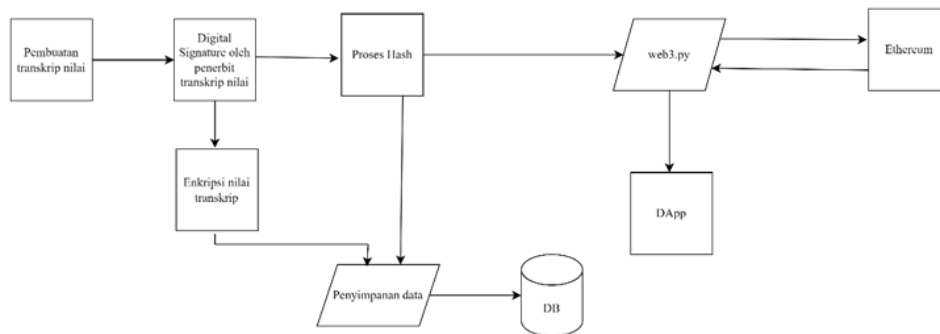 Pembuatan
transkrip nilai
Digital
Signature oleh
penerbit
transkrip nilai
Proses Hash
web3.py
Ethereum
Enkripsi nilai
transkrip
DApp
Penyimpanan data
DB